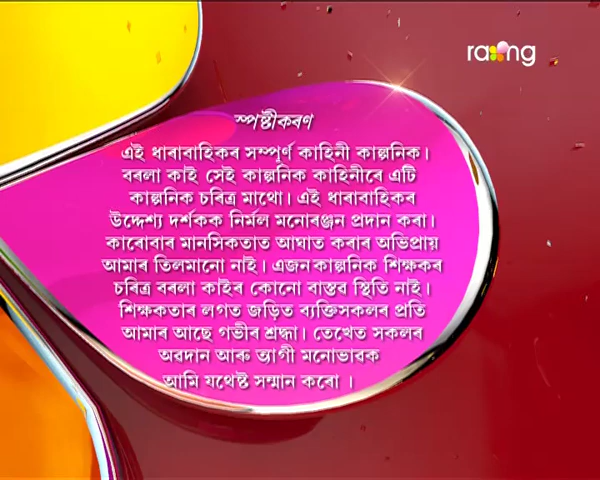 rang
স্পষ্টীকৰণ
এই ধাৰাবাহিকৰ সম্পূৰ্ণ কাহিনী কাল্পনিক।
বৰলা কাই সেই কাল্পনিক কাহিনীৰে এটি
কাল্পনিক চৰিত্ৰ মাথো। এই ধাৰাবাহিকৰ
উদ্দেশ্য দৰ্শকক নিৰ্মল মনোৰঞ্জন প্ৰদান কৰা।
কাৰোবাৰ মানসিকতাত আঘাত কৰাৰ অভিপ্ৰায়
আমাৰ তিলমানো নাই। এজন কাল্পনিক শিক্ষকৰ
চৰিত্ৰ বৰলা কাইৰ কোনো বাস্তৱ স্থিতি নাই।
শিক্ষকতাৰ লগত জড়িত ব্যক্তিসকলৰ প্ৰতি
আমাৰ আছে গভীৰ শ্ৰদ্ধা। তেখেত সকলৰ
অৱদান আৰু ত্যাগী মনোভাৱক
আমি যথেষ্ট সন্মান কৰো ।